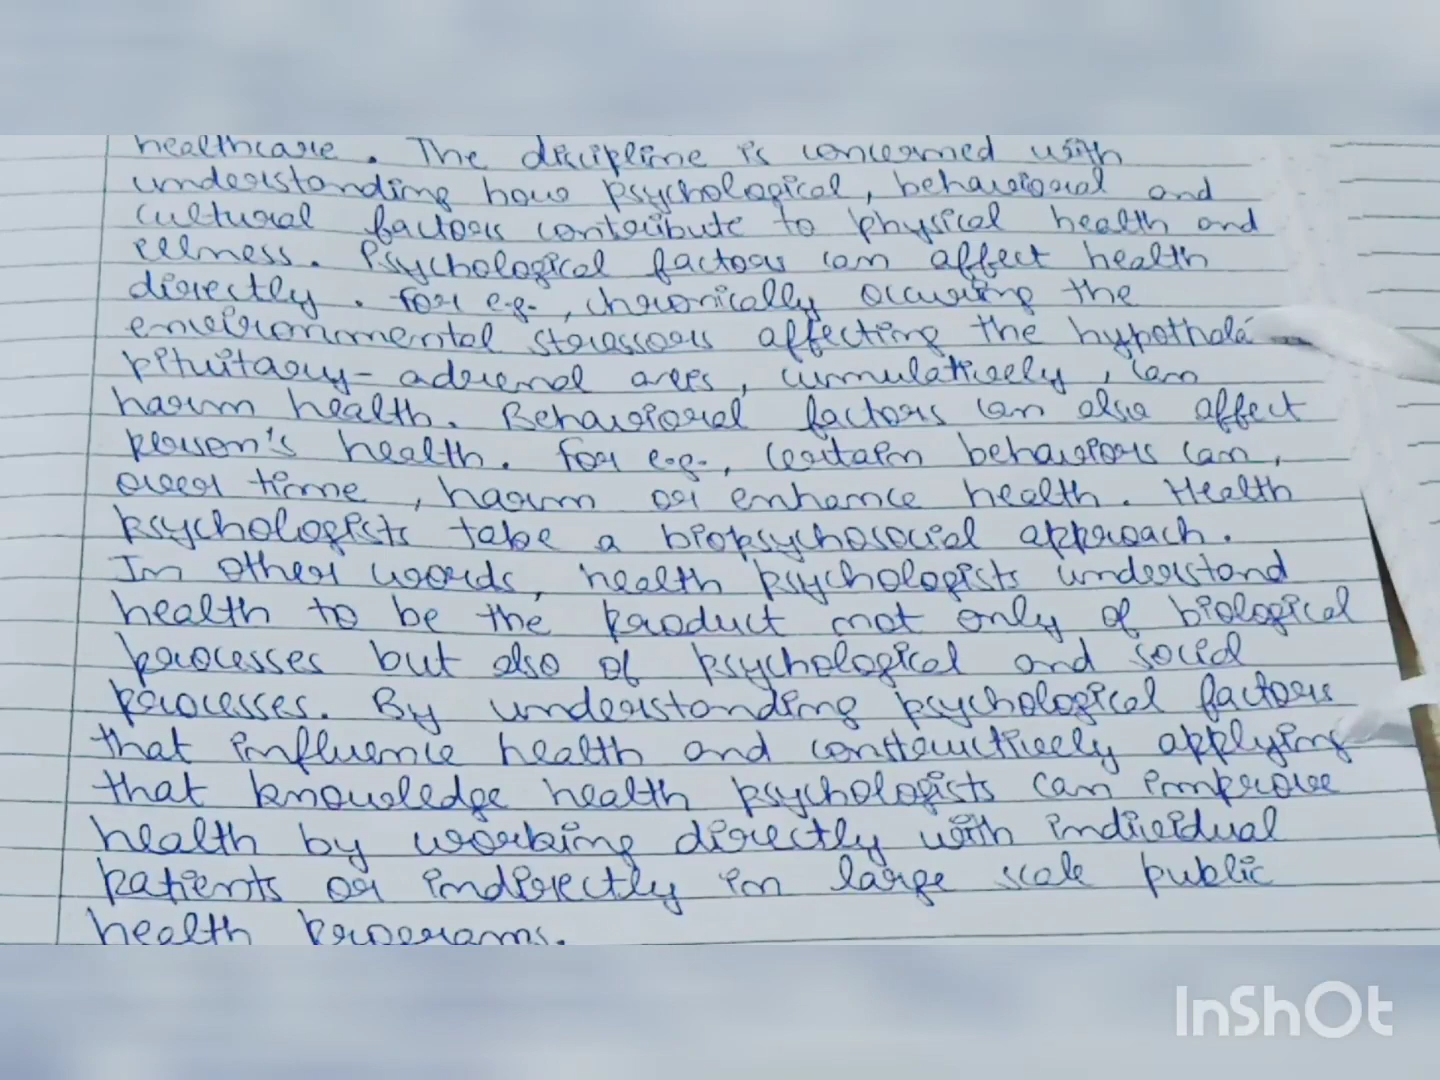 healthcare. The discipline is concerned with
understanding how psychological, behavioral and
cultural factors contribute to physical health and
illness. Psychological factors can affect health
directly. For e.g., chronically occuring the
environmental stressors affecting the hypothala
pituitary-adrenal axes, cumulatively, can
harm health. Behavioral factors can also affect
person's health. For e.g., certain behaviors can,
over time, harm or enhance health. Health
psychologists take a biopsychosocial approach.
In other words, health psychologists understand
health to be the product not only of biological
processes but also of psychological and social
processes. By understanding psychological factors
that influence health and constructively applying
that knowledge health psychologists can improve
health by working directly with individual
patients or indirectly in large scale public
health programs.
InShOt